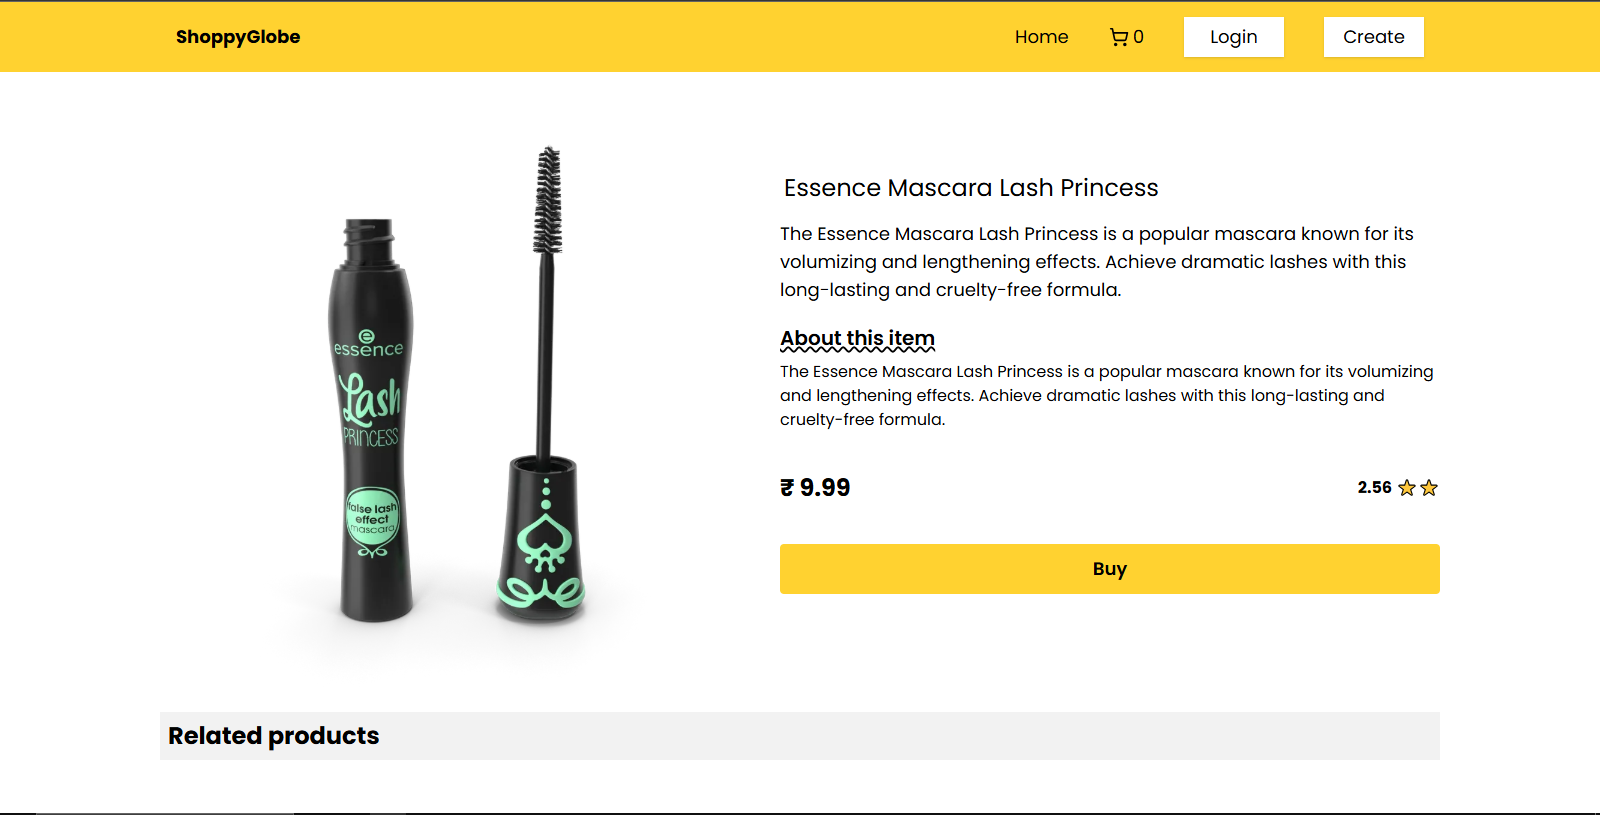 ShoppyGlobe
Home
0
Login
Create
essence
Lash
PRINCESS
false lash
effect
mascara
Essence Mascara Lash Princess
The Essence Mascara Lash Princess is a popular mascara known for its
volumizing and lengthening effects. Achieve dramatic lashes with this
long-lasting and cruelty-free formula.
About this item
The Essence Mascara Lash Princess is a popular mascara known for its volumizing
and lengthening effects. Achieve dramatic lashes with this long-lasting and
cruelty-free formula.
₹ 9.99
2.56
Buy
Related products